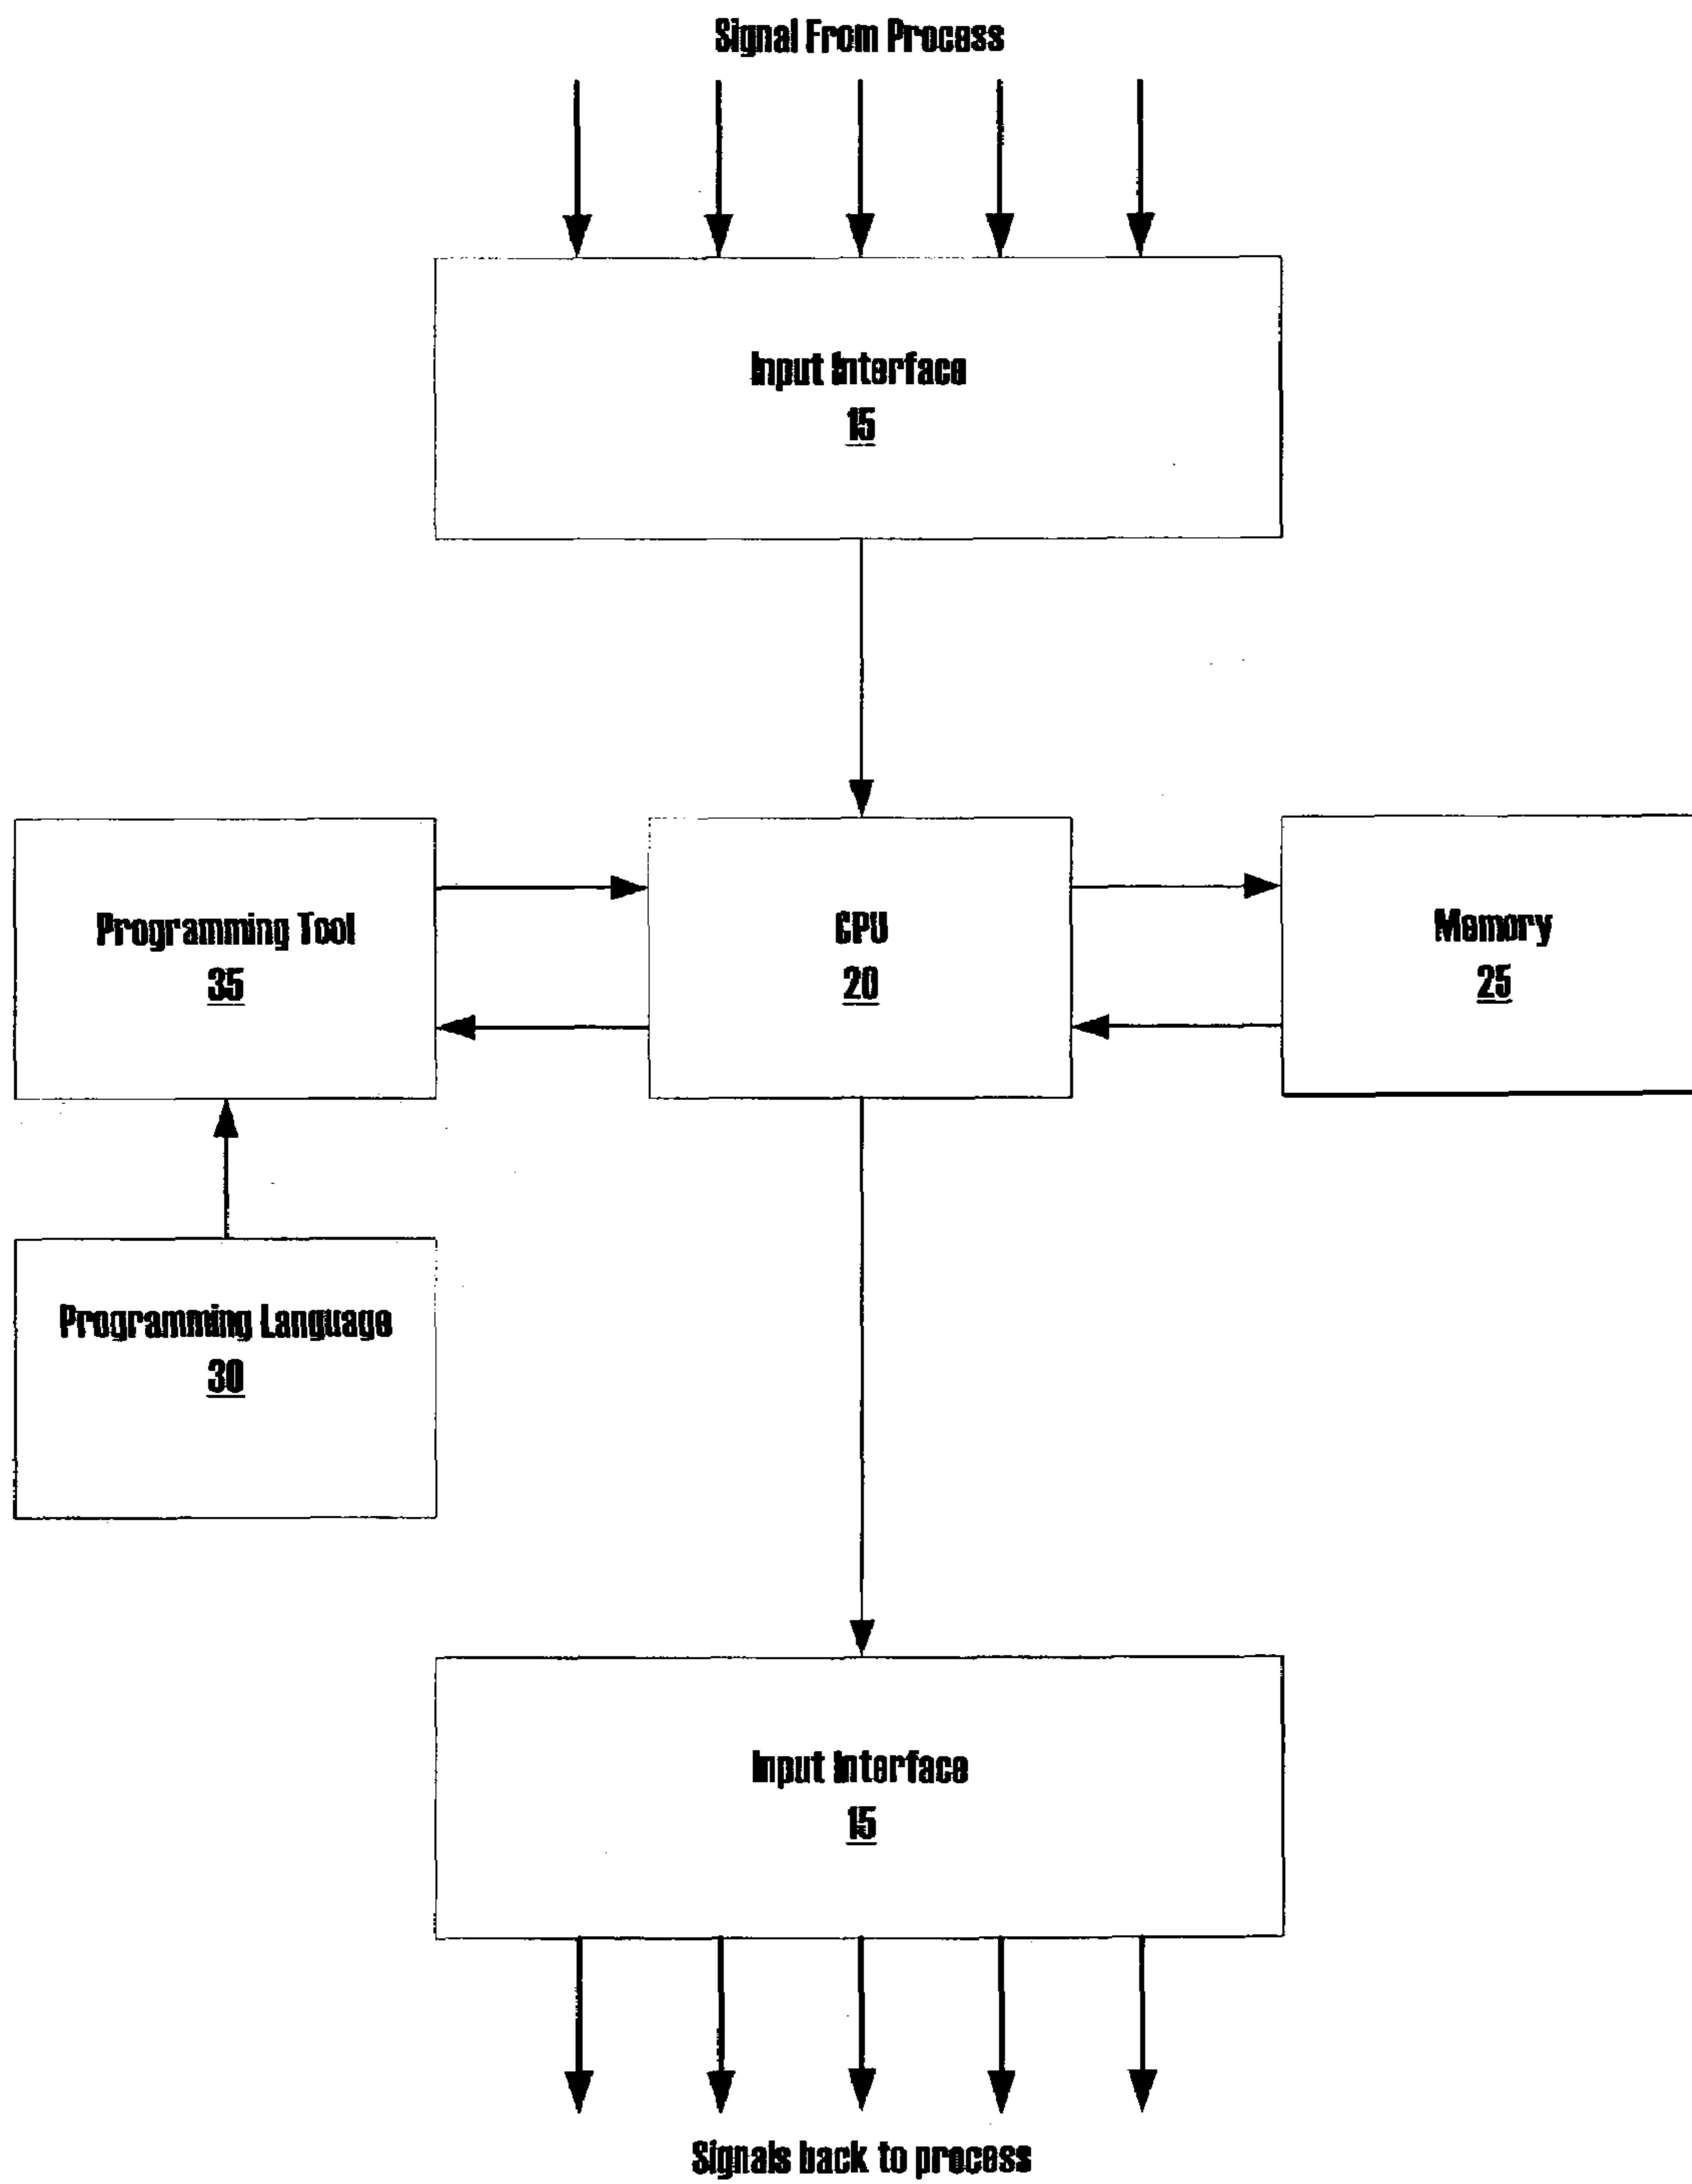 Signal From Process
Input Interface
15
Programming Tool
35
CPU
20
Memory
25
Programming Language
30
Input Interface
15
Signals back to process